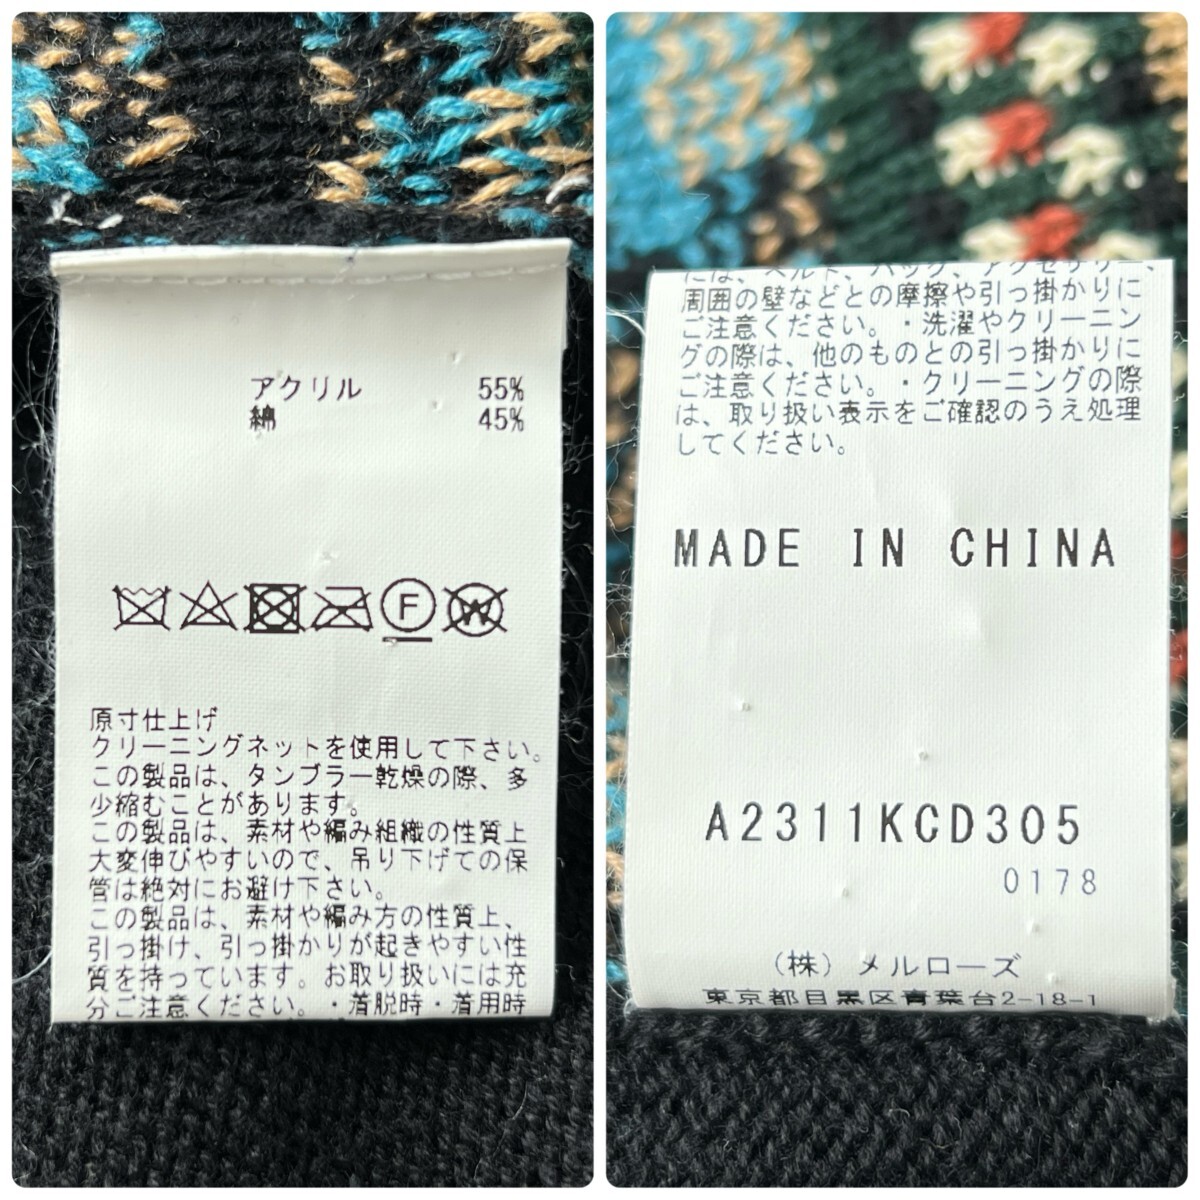 アクリル 55%
綿 45%
F
W
原寸仕上げ
クリーニングネットを使用して下さい。
この製品は、タンブラー乾燥の際、多
少縮むことがあります。
この製品は、素材や編み組織の性質上
大変伸びやすいので、吊り下げての保
管は絶対にお避け下さい。
この製品は、素材や編み方の性質上、
引っ掛け、引っ掛かりが起きやすい性
質を持っています。お取り扱いには充
分ご注意ください。・着脱時・着用時
には、ベルト、バッグ、アクセサリー、
周囲の壁などとの摩擦や引っ掛かりに
ご注意ください。・洗濯やクリーニン
グの際は、他のものとの引っ掛かりに
ご注意ください。・クリーニングの際
は、取り扱い表示をご確認のうえ処理
してください。
MADE IN CHINA
A2311KCD305
0178
(株) メルローズ
東京都目黒区青葉台2-18-1